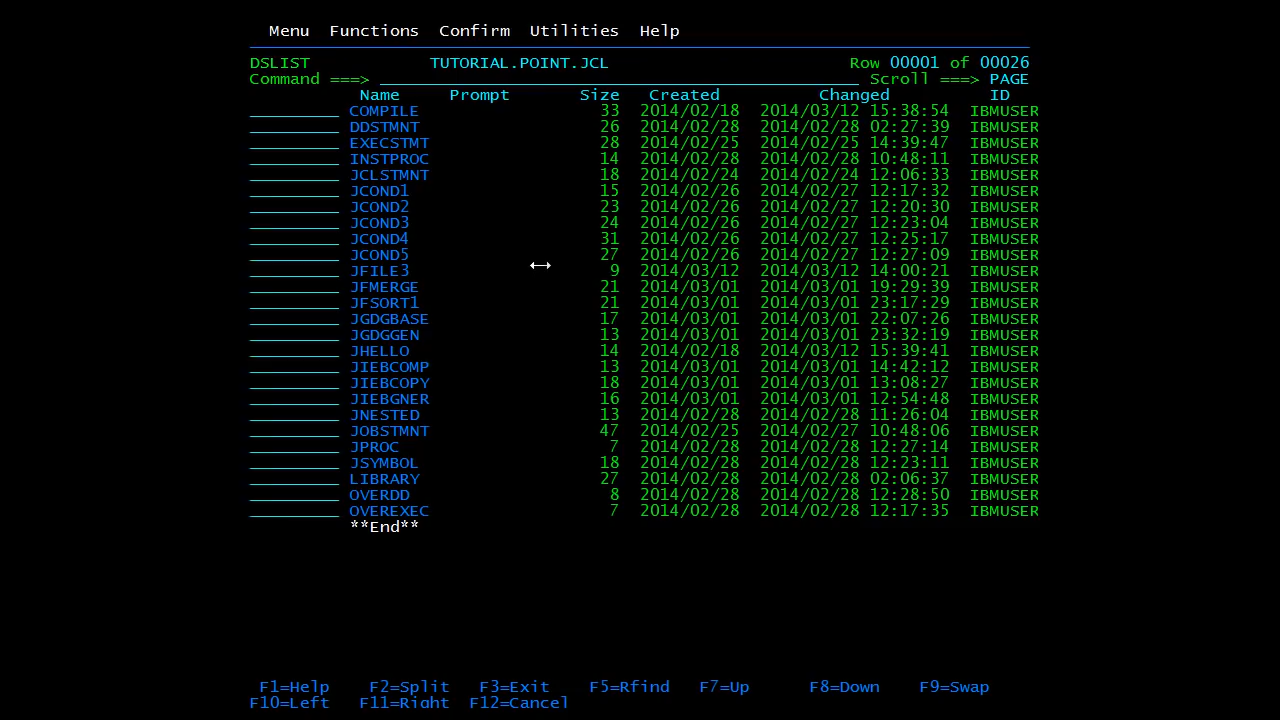 Menu Functions Confirm Utilities Help
DSLIST TUTORIAL.POINT.JCL Row 00001 of 00026
Command ===> Scroll ===> PAGE
Name Prompt Size Created Changed ID
COMPILE 33 2014/02/18 2014/03/12 15:38:54 IBMUSER
DDSTMNT 26 2014/02/28 2014/02/28 02:27:39 IBMUSER
EXECSTMT 28 2014/02/25 2014/02/25 14:39:47 IBMUSER
INSTPROC 14 2014/02/28 2014/02/28 10:48:11 IBMUSER
JCLSTMNT 18 2014/02/24 2014/02/24 12:06:33 IBMUSER
JCOND1 15 2014/02/26 2014/02/27 12:17:32 IBMUSER
JCOND2 23 2014/02/26 2014/02/27 12:20:30 IBMUSER
JCOND3 24 2014/02/26 2014/02/27 12:23:04 IBMUSER
JCOND4 31 2014/02/26 2014/02/27 12:25:17 IBMUSER
JCOND5 27 2014/02/26 2014/02/27 12:27:09 IBMUSER
JFILE3 9 2014/03/12 2014/03/12 14:00:21 IBMUSER
JFMERGE 21 2014/03/01 2014/03/01 19:29:39 IBMUSER
JFSORT1 21 2014/03/01 2014/03/01 23:17:29 IBMUSER
JGDGBASE 17 2014/03/01 2014/03/01 22:07:26 IBMUSER
JGDGGEN 13 2014/03/01 2014/03/01 23:32:19 IBMUSER
JHELLO 14 2014/02/18 2014/03/12 15:39:41 IBMUSER
JIEBCOMP 13 2014/03/01 2014/03/01 14:42:12 IBMUSER
JIEBCOPY 18 2014/03/01 2014/03/01 13:08:27 IBMUSER
JIEBGNER 16 2014/03/01 2014/03/01 12:54:48 IBMUSER
JNESTED 13 2014/02/28 2014/02/28 11:26:04 IBMUSER
JOBSTMNT 47 2014/02/25 2014/02/27 10:48:06 IBMUSER
JPROC 7 2014/02/28 2014/02/28 12:27:14 IBMUSER
JSYMBOL 18 2014/02/28 2014/02/28 12:23:11 IBMUSER
LIBRARY 27 2014/02/28 2014/02/28 02:06:37 IBMUSER
OVERDD 8 2014/02/28 2014/02/28 12:28:50 IBMUSER
OVEREXEC 7 2014/02/28 2014/02/28 12:17:35 IBMUSER
**End**
F1=Help F2=Split F3=Exit F5=Rfind F7=Up F8=Down F9=Swap
F10=Left F11=Right F12=Cancel